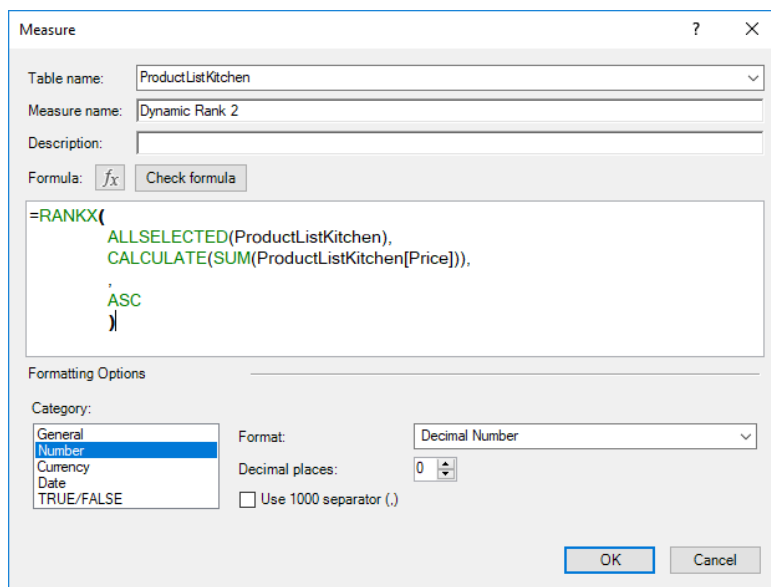 Measure ?
Table name: ProductListKitchen
Measure name: Dynamic Rank 2
Description:
Formula: fx Check formula
=RANKX(
ALLSELECTED(ProductListKitchen),
CALCULATE(SUM(ProductListKitchen[Price])),
,
ASC
)
Formatting Options
Category:
General
Number
Currency
Date
TRUE/FALSE
Format: Decimal Number
Decimal places: 0
Use 1000 separator (,)
OK Cancel